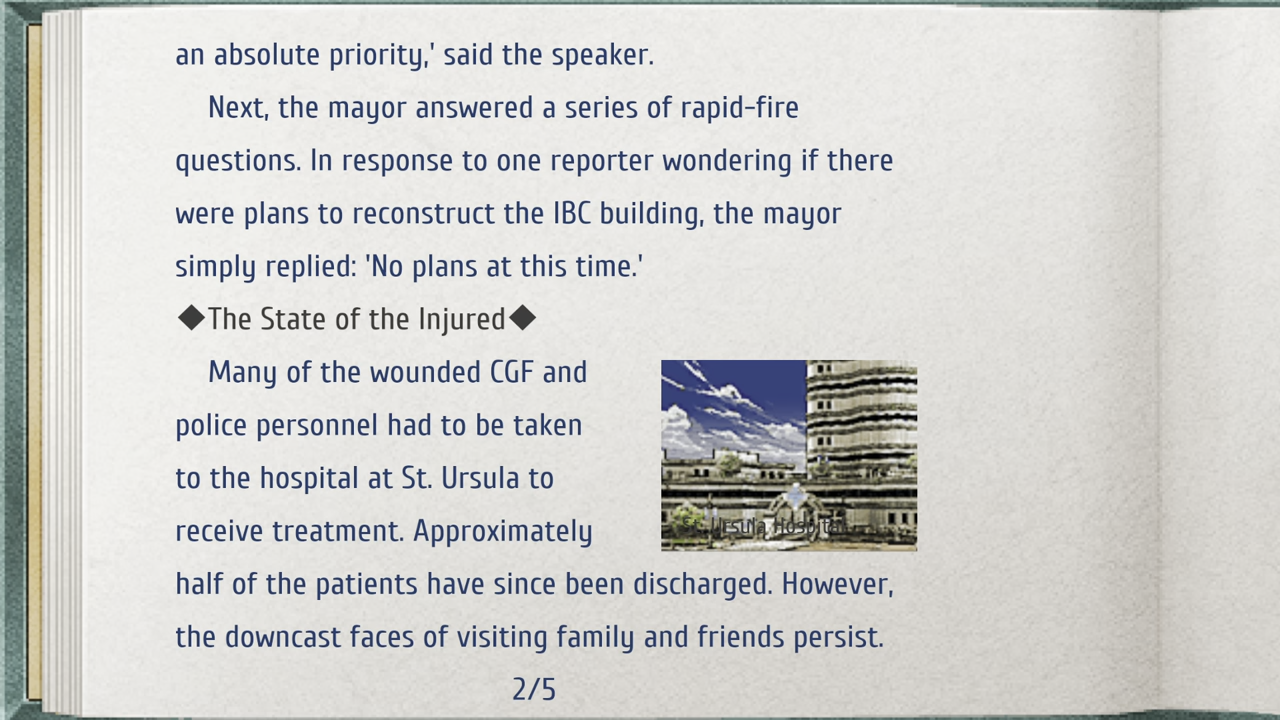 an absolute priority,' said the speaker.
Next, the mayor answered a series of rapid-fire
questions. In response to one reporter wondering if there
were plans to reconstruct the IBC building, the mayor
simply replied: 'No plans at this time.'
◆The State of the Injured◆
Many of the wounded CGF and
police personnel had to be taken
to the hospital at St. Ursula to
receive treatment. Approximately
St. Ursula Hospital
half of the patients have since been discharged. However,
the downcast faces of visiting family and friends persist.
2/5